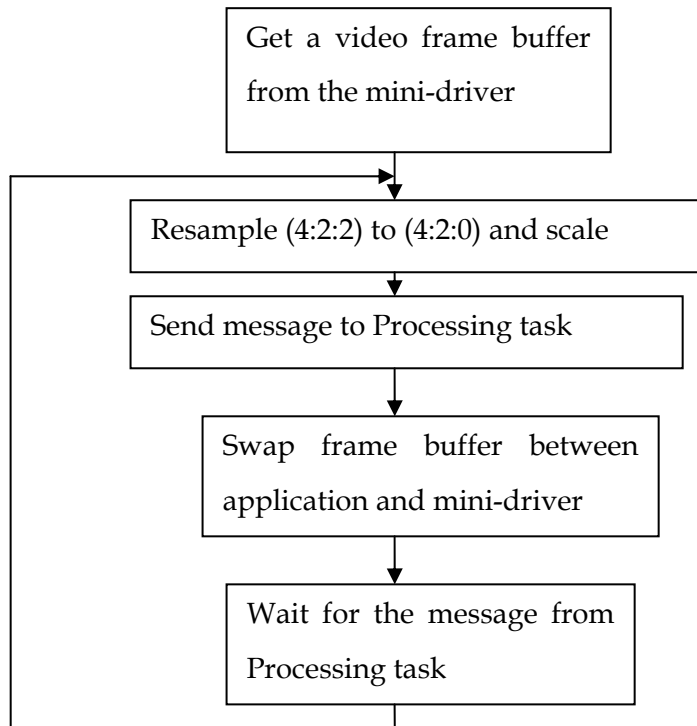 Get a video frame buffer
from the mini-driver
Resample (4:2:2) to (4:2:0) and scale
Send message to Processing task
Swap frame buffer between
application and mini-driver
Wait for the message from
Processing task